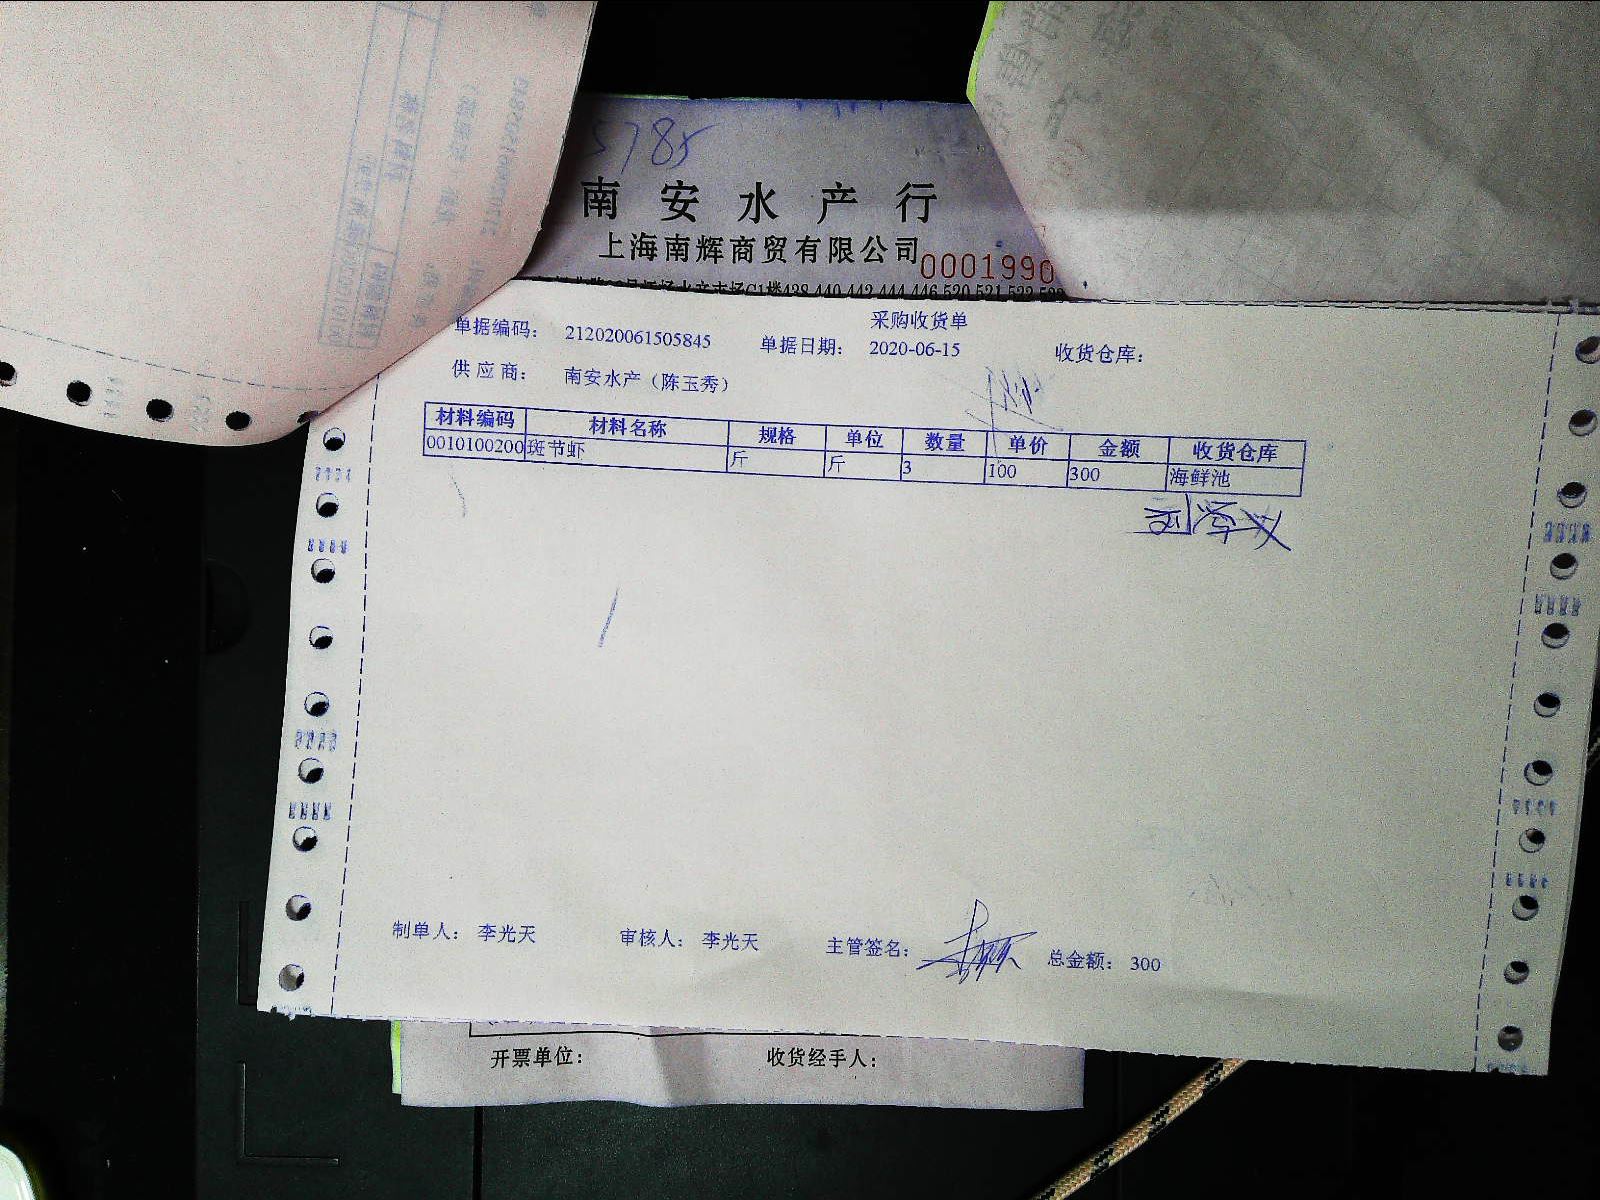 5785
南安水产行
上海南辉商贸有限公司
0001990
采购收货单
单据编码： 212020061505845 单据日期： 2020-06-15 收货仓库：
供应商： 南安水产（陈玉秀）
材料编码 材料名称 规格 单位 数量 单价 金额 收货仓库
0010100200 斑节虾 斤 斤 3 100 300 海鲜池
制单人： 李光天 审核人： 李光天 主管签名： 总金额： 300
开票单位： 收货经手人：